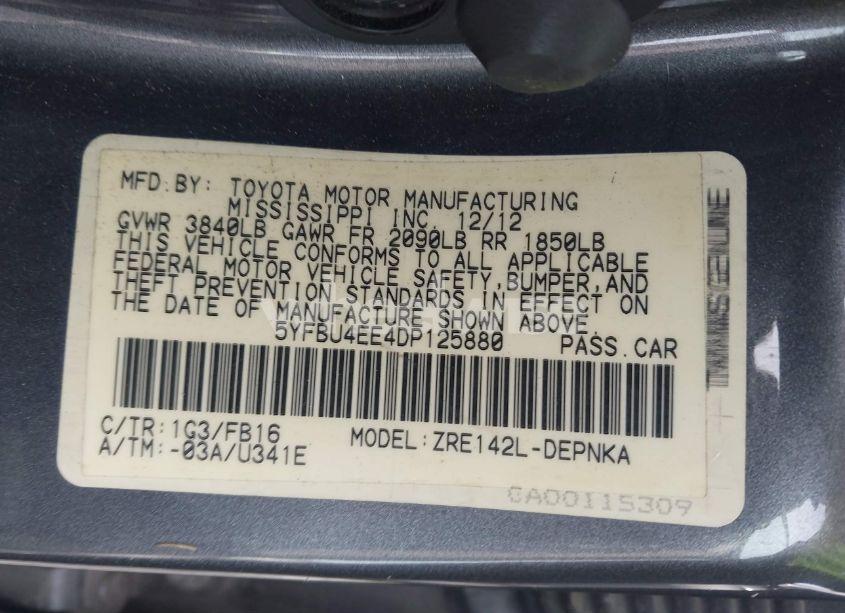 MFD.BY: TOYOTA MOTOR MANUFACTURING
MISSISSIPPI INC. 12/12
GVWR 3840LB GAWR FR 2090LB RR 1850LB
THIS VEHICLE CONFORMS TO ALL APPLICABLE
FEDERAL MOTOR VEHICLE SAFETY,BUMPER,AND
THEFT PREVENTION STANDARDS IN EFFECT ON
THE DATE OF MANUFACTURE SHOWN ABOVE.
5YFBU4EE4DP125880 PASS.CAR
C/TR:1G3/FB16 MODEL:ZRE142L-DEPNKA
A/TM:-03A/U341E
CA00115309